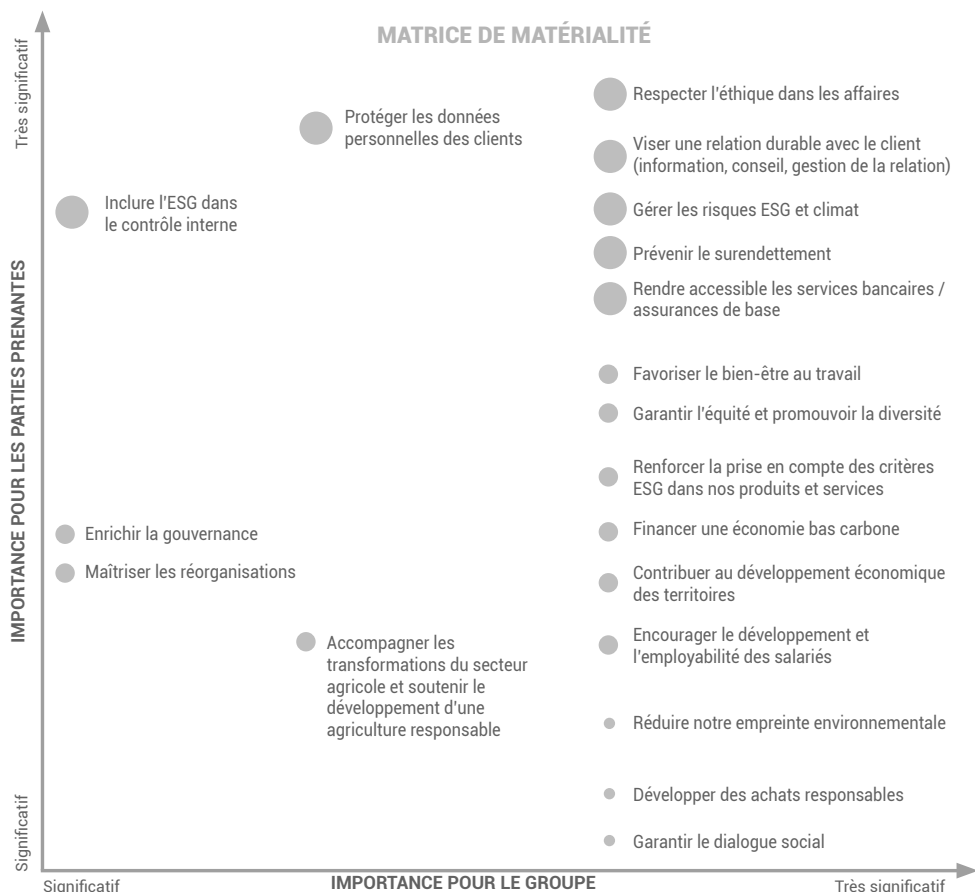 MATRICE DE MATÉRIALITÉ
Très significatif
IMPORTANCE POUR LES PARTIES PRENANTES
Significatif
Respecter l'éthique dans les affaires
Protéger les données
personnelles des clients
Viser une relation durable avec le client
(information, conseil, gestion de la relation)
Inclure l'ESG dans
le contrôle interne
Gérer les risques ESG et climat
Prévenir le surendettement
Rendre accessible les services bancaires /
assurances de base
Favoriser le bien-être au travail
Garantir l'équité et promouvoir la diversité
Renforcer la prise en compte des critères
ESG dans nos produits et services
Enrichir la gouvernance
Financer une économie bas carbone
Maîtriser les réorganisations
Contribuer au développement économique
des territoires
Accompagner les
transformations du secteur
agricole et soutenir le
développement d'une
agriculture responsable
Encourager le développement et
l'employabilité des salariés
Réduire notre empreinte environnementale
Développer des achats responsables
Garantir le dialogue social
Significatif
IMPORTANCE POUR LE GROUPE
Très significatif